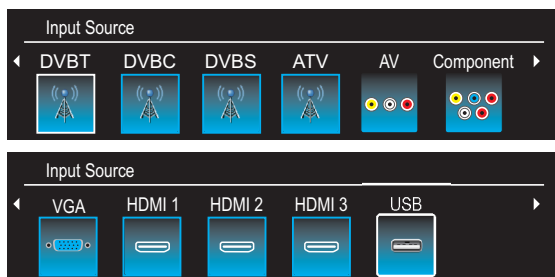 Input Source
DVBT DVBC DVBS ATV AV Component
Input Source
VGA HDMI 1 HDMI 2 HDMI 3 USB